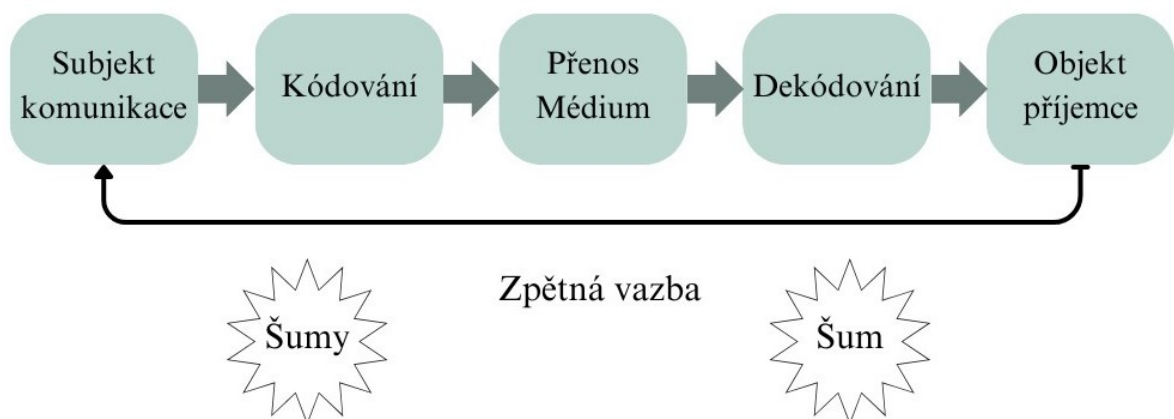 Subjekt
komunikace
Kódování
Přenos
Médium
Dekódování
Objekt
příjemce
Zpětná vazba
Šumy
Šum